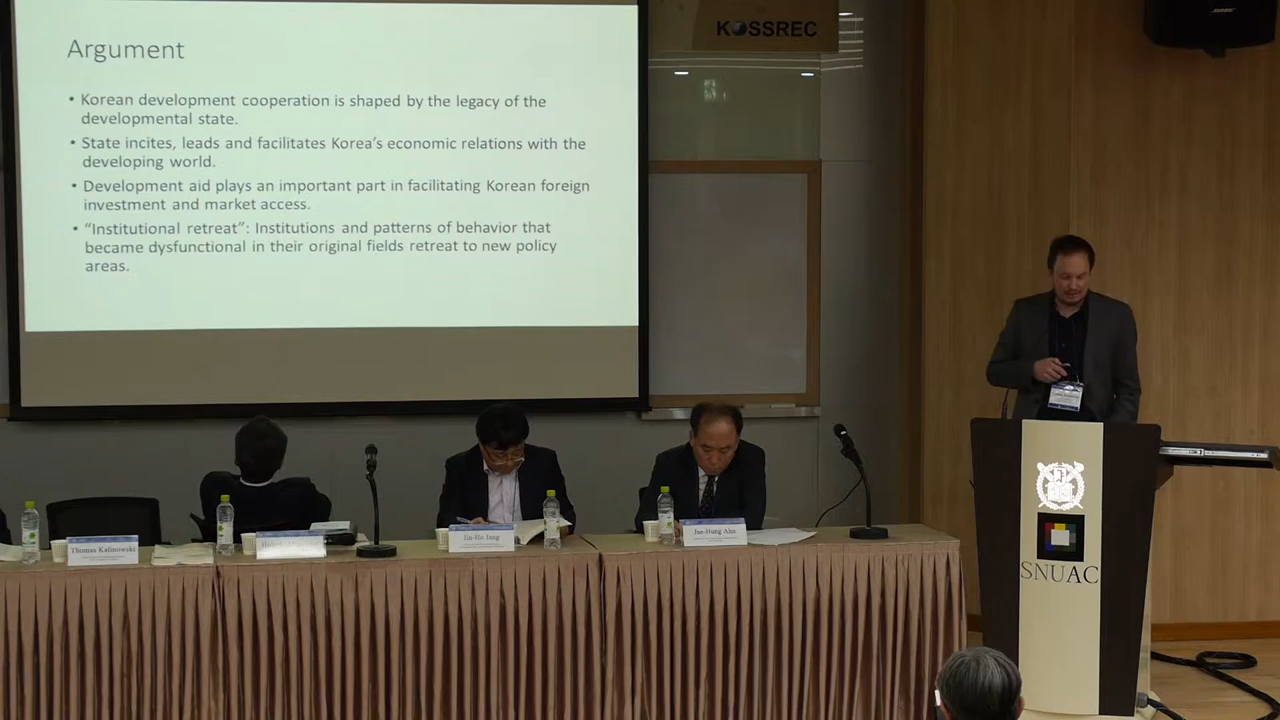 KOSSREC
BOSE
Argument
• Korean development cooperation is shaped by the legacy of the
developmental state.
• State incites, leads and facilitates Korea's economic relations with the
developing world.
• Development aid plays an important part in facilitating Korean foreign
investment and market access.
• “Institutional retreat”: Institutions and patterns of behavior that
became dysfunctional in their original fields retreat to new policy
areas.
Thomas Kalinowski
Jin-Ho Jang
Jae-Hung Ahn
SNUAC